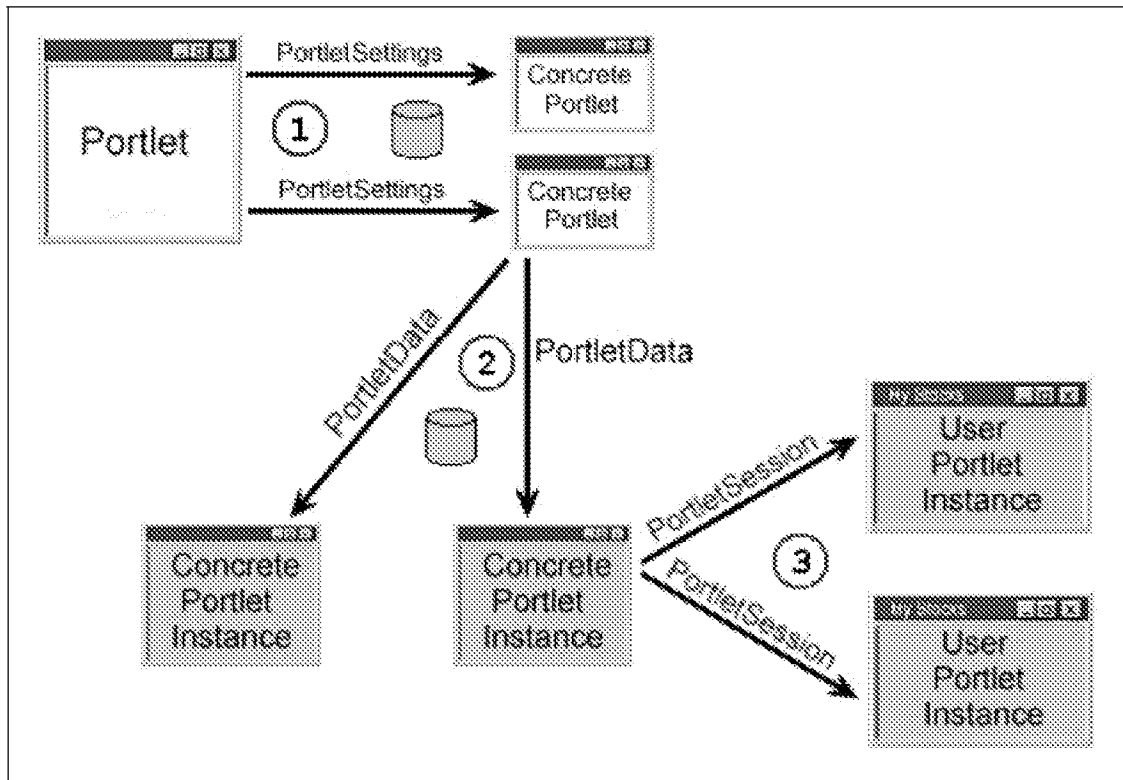 PortletSettings
Concrete
Portlet
Portlet
1
PortletSettings
Concrete
Portlet
PortletData
2
PortletData
Concrete
Portlet
Instance
Concrete
Portlet
Instance
PortletSession
PortletSession
3
User
Portlet
Instance
User
Portlet
Instance